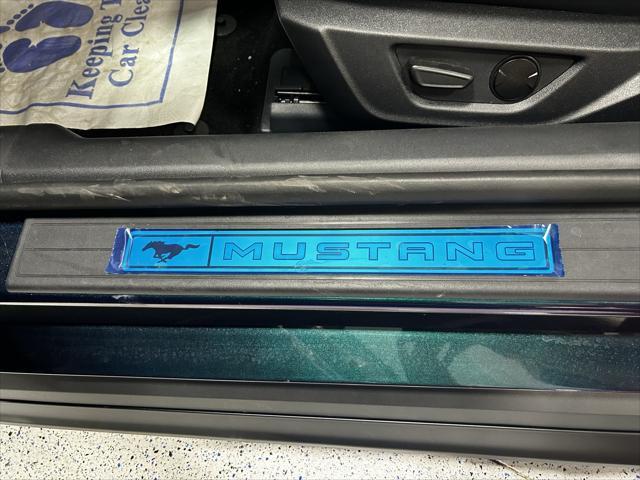 Keeping T
Car Clea
MUSTANG